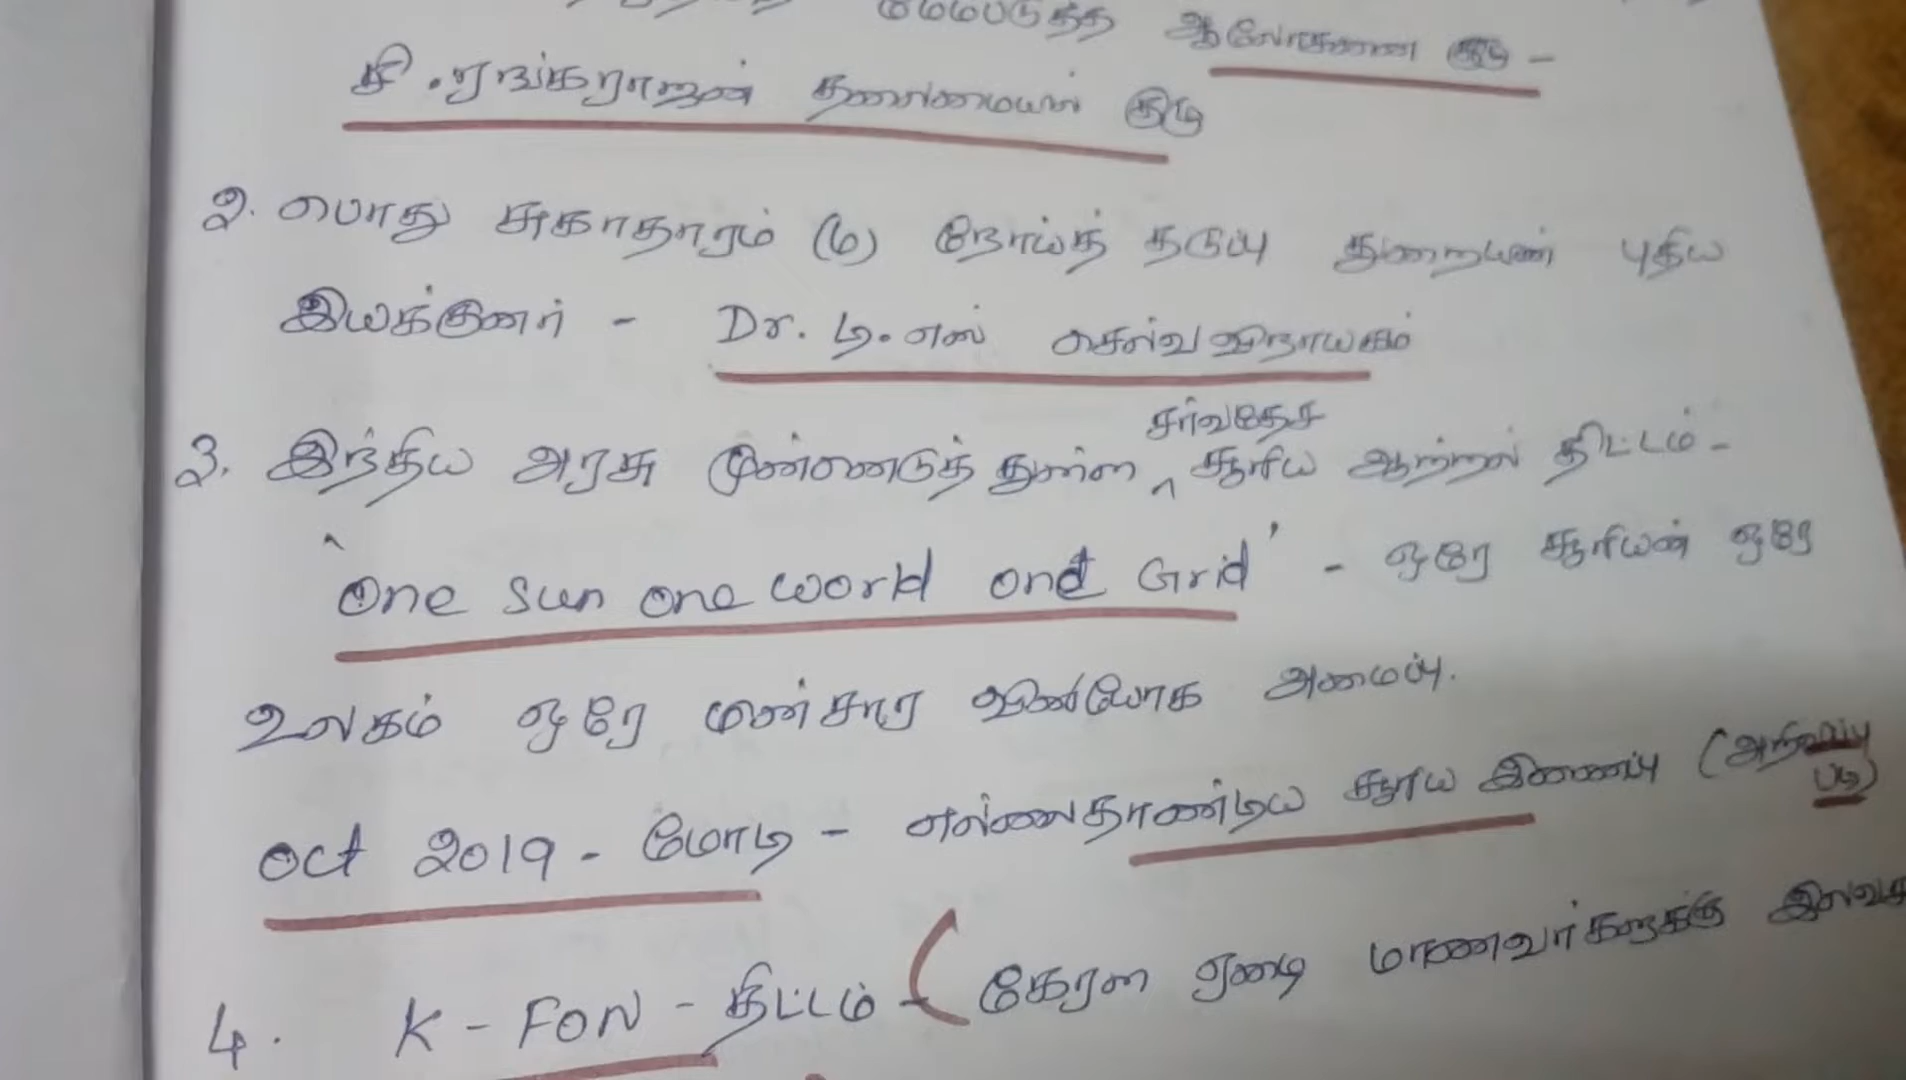 மேம்படுத்த ஆலோசனை குழு -
சி.ரங்கராஜன் தலைமையில் குழு
2. பொது சுகாதாரம் (ம) நோய்த் தடுப்பு துறையின் புதிய
இயக்குனர் - Dr. டி.எஸ் செல்வவிநாயகம்
சர்வதேச
3. இந்திய அரசு முன்னெடுத்துள்ள ^ சூரிய ஆற்றல் திட்டம் -
'One Sun One World One Grid' - ஒரே சூரியன் ஒரே
உலகம் ஒரே மின்சார விநியோக அமைப்பு.
Oct 2019 - மோடி - எல்லைதாண்டிய சூரிய இணைப்பு (அறிவிப்பு
படி)
4. K - FON - திட்டம் - கேரள ஏழை மாணவர்களுக்கு இலவச